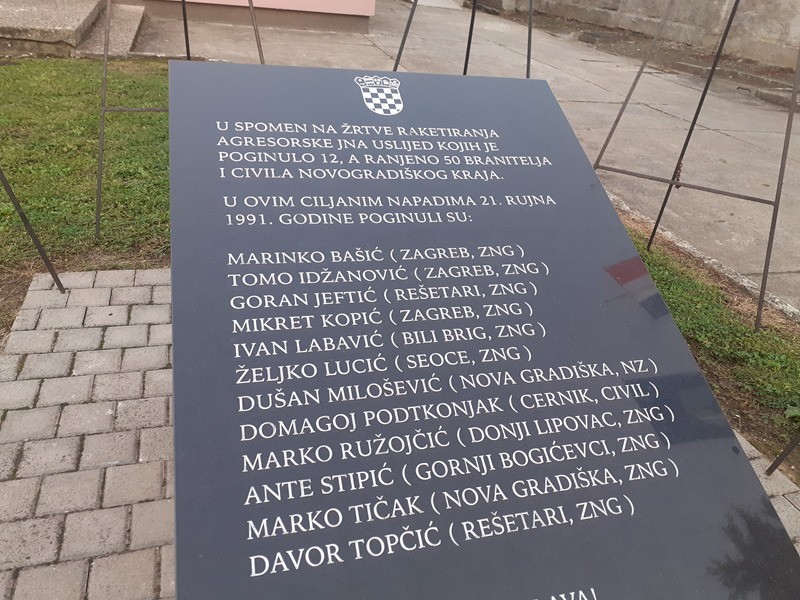 U SPOMEN NA ŽRTVE RAKETIRANJA
AGRESORSKE JNA USLIJED KOJIH JE
POGINULO 12, A RANJENO 50 BRANITELJA
I CIVILA NOVOGRADIŠKOG KRAJA.
U OVIM CILJANIM NAPADIMA 21. RUJNA
1991. GODINE POGINULI SU:
MARINKO BAŠIĆ ( ZAGREB, ZNG )
TOMO IDŽANOVIĆ ( ZAGREB, ZNG )
GORAN JEFTIĆ ( REŠETARI, ZNG )
MIKRET KOPIĆ ( ZAGREB, ZNG )
IVAN LABAVIĆ ( BILI BRIG, ZNG )
ŽELJKO LUCIĆ ( SEOCE, ZNG )
DUŠAN MILOŠEVIĆ ( NOVA GRADIŠKA, NZ )
DOMAGOJ PODTKONJAK ( CERNIK, CIVIL )
MARKO RUŽOJČIĆ ( DONJI LIPOVAC, ZNG )
ANTE STIPIĆ ( GORNJI BOGIĆEVCI, ZNG )
MARKO TIČAK ( NOVA GRADIŠKA, ZNG )
DAVOR TOPČIĆ ( REŠETARI, ZNG )